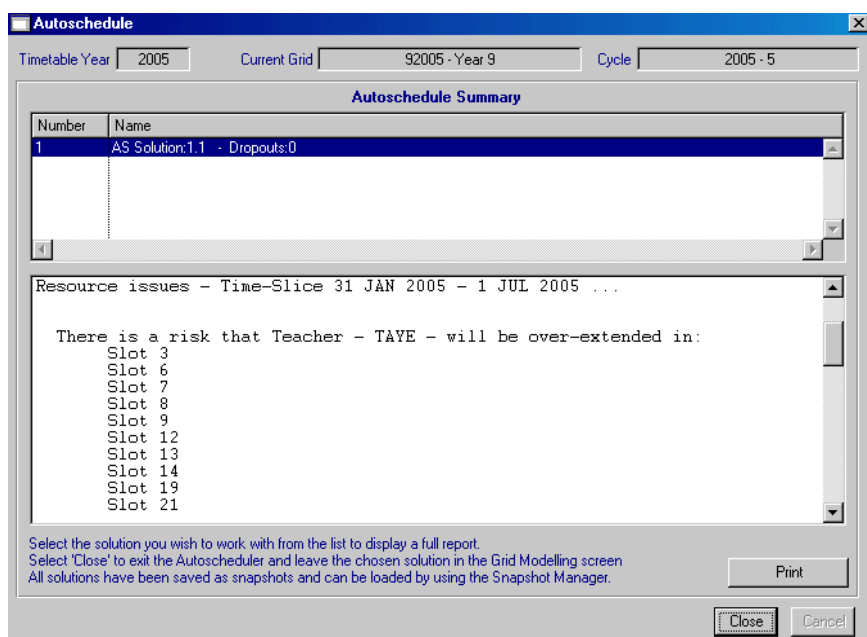 Autoschedule
Timetable Year 2005 Current Grid 92005 - Year 9 Cycle 2005 - 5
Autoschedule Summary
Number Name
1 AS Solution:1.1 - Dropouts:0
Resource issues - Time-Slice 31 JAN 2005 - 1 JUL 2005 ...
There is a risk that Teacher - TAYE - will be over-extended in:
Slot 3
Slot 6
Slot 7
Slot 8
Slot 9
Slot 12
Slot 13
Slot 14
Slot 19
Slot 21
Select the solution you wish to work with from the list to display a full report.
Select 'Close' to exit the Autoscheduler and leave the chosen solution in the Grid Modelling screen
All solutions have been saved as snapshots and can be loaded by using the Snapshot Manager.
Print
Close Cancel